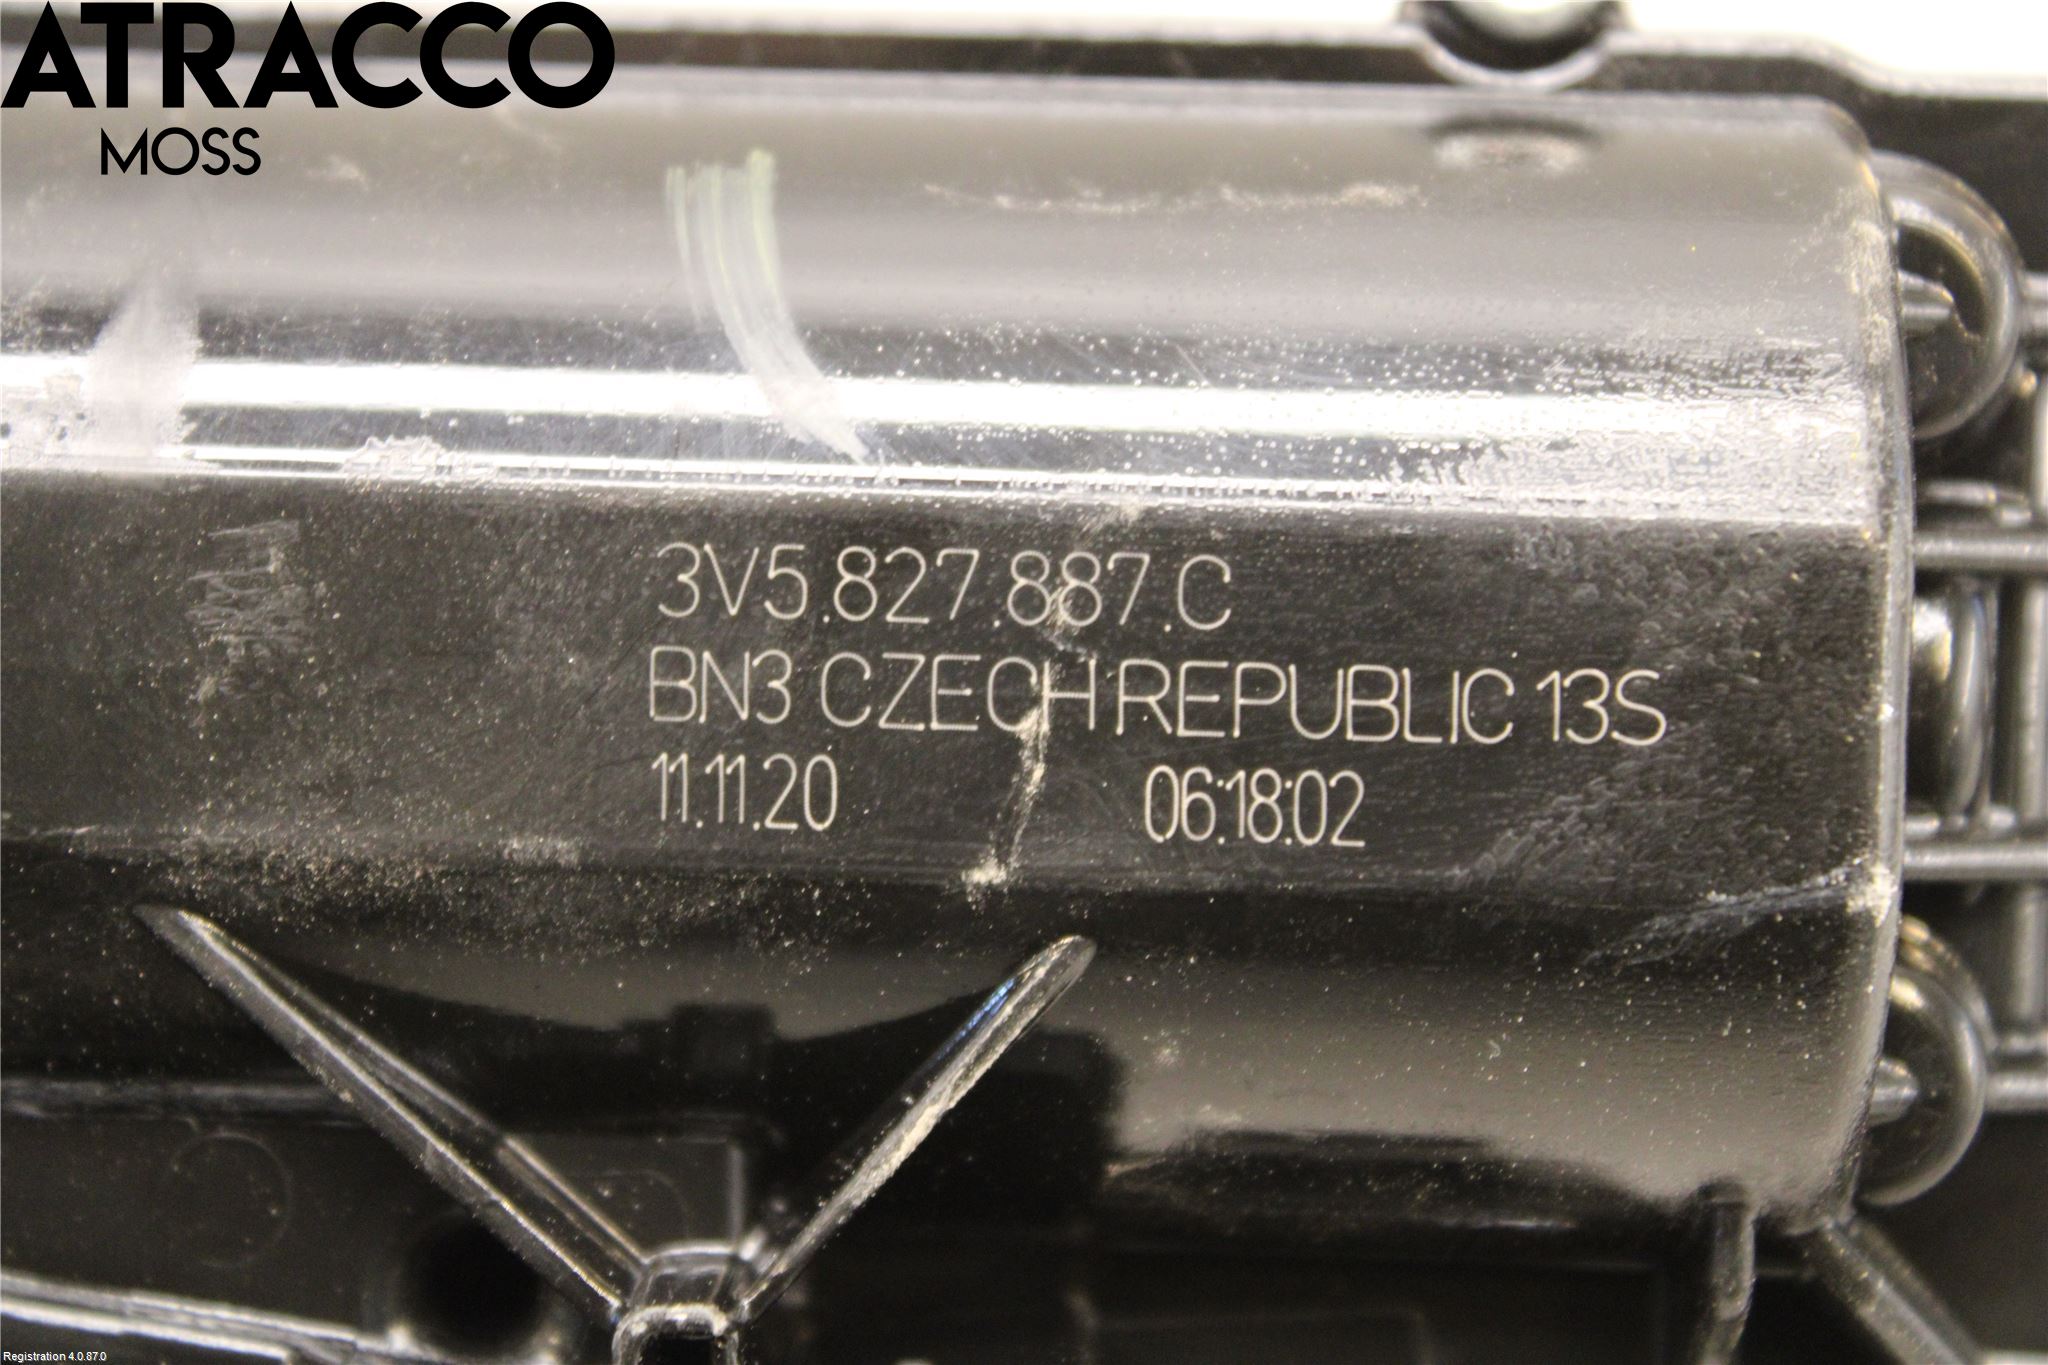 ATRACCO
MOSS
3V5.827.887.C
BN3 CZECH REPUBLIC 13S
11.11.20 06:18:02
Registration 4.0.87.0